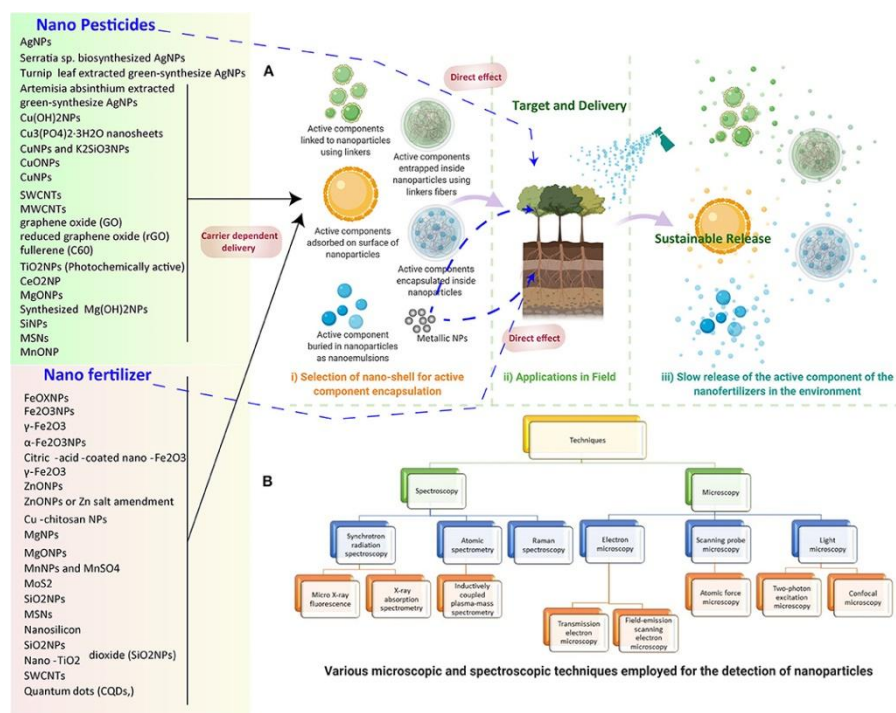 Nano Pesticides
AgNPs
Serratia sp. biosynthesized AgNPs
Turnip leaf extracted green-synthesize AgNPs
Artemisia absinthium extracted
green-synthesize AgNPs
Cu(OH)2NPs
Cu3(PO4)2·3H2O nanosheets
CuNPs and K2SiO3NPs
CuONPs
CuNPs
SWCNTs
MWCNTs
graphene oxide (GO)
reduced graphene oxide (rGO)
fullerene (C60)
TiO2NPs (Photochemically active)
CeO2NP
MgONPs
Synthesized Mg(OH)2NPs
SiNPs
MSNs
MnONP
Nano fertilizer
FeOXNPs
Fe2O3NPs
γ-Fe2O3
α-Fe2O3NPs
Citric -acid -coated nano -Fe2O3
γ-Fe2O3
ZnONPs
ZnONPs or Zn salt amendment
Cu -chitosan NPs
MgNPs
MgONPs
MnNPs and MnSO4
MoS2
SiO2NPs
MSNs
Nanosilicon
SiO2NPs
Nano -TiO2 dioxide (SiO2NPs)
SWCNTs
Quantum dots (CQDs,)
Carrier dependent
delivery
A
Direct effect
Active components
linked to nanoparticles
using linkers
Active components
entrapped inside
nanoparticles using
linkers fibers
Active components
adsorbed on surface of
nanoparticles
Active components
encapsulated inside
nanoparticles
Active component
buried in nanoparticles
as nanoemulsions
Metallic NPs
i) Selection of nano-shell for active
component encapsulation
Target and Delivery
Direct effect
ii) Applications in Field
Sustainable Release
iii) Slow release of the active component of the
nanofertilizers in the environment
B
Techniques
Spectroscopy
Microscopy
Synchrotron
radiation
spectroscopy
Atomic
spectrometry
Raman
spectroscopy
Electron
microscopy
Scanning probe
microscopy
Light
microscopy
Micro X-ray
fluorescence
X-ray
absorption
spectrometry
Inductively
coupled
plasma-mass
spectrometry
Transmission
electron
microscopy
Field-emission
scanning
electron
microscopy
Atomic force
microscopy
Two-photon
excitation
microscopy
Confocal
microscopy
Various microscopic and spectroscopic techniques employed for the detection of nanoparticles